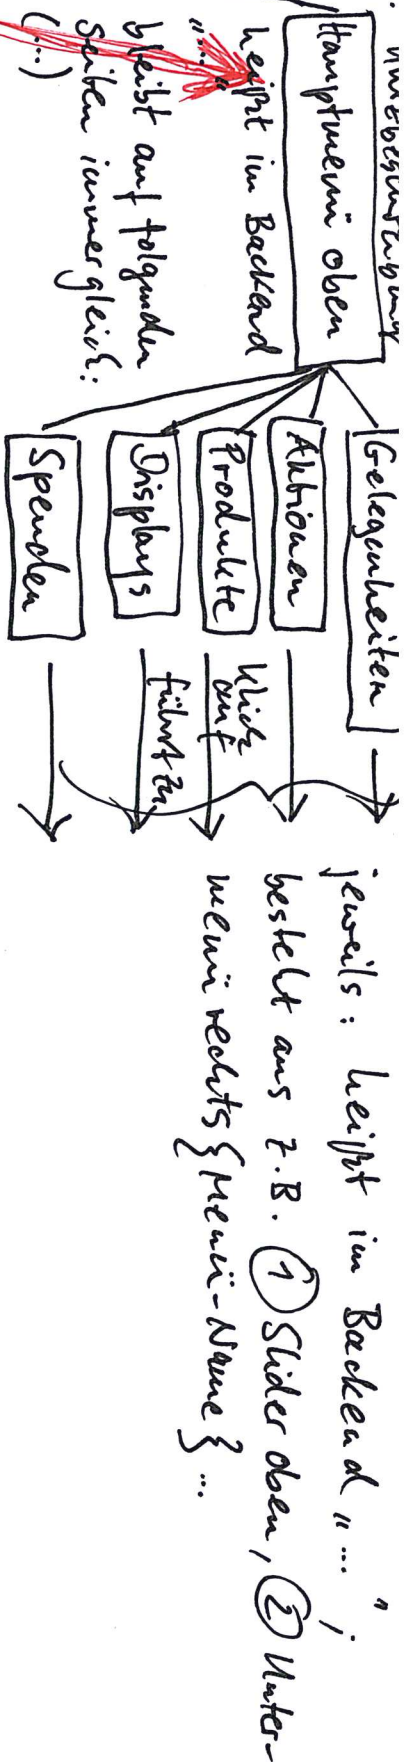 Hauptmenü oben
heißt im Backend
"..."
bleibt auf folgenden
Seiten immer gleich:
(...)
Gelegenheiten
Aktionen
Produkte
Displays
Spenden
Klick
auf
führt zu
jeweils: heißt im Backend "...";
besteht aus z.B. ① Slider oben, ② Unter-
menü rechts {Menü-Name} ...